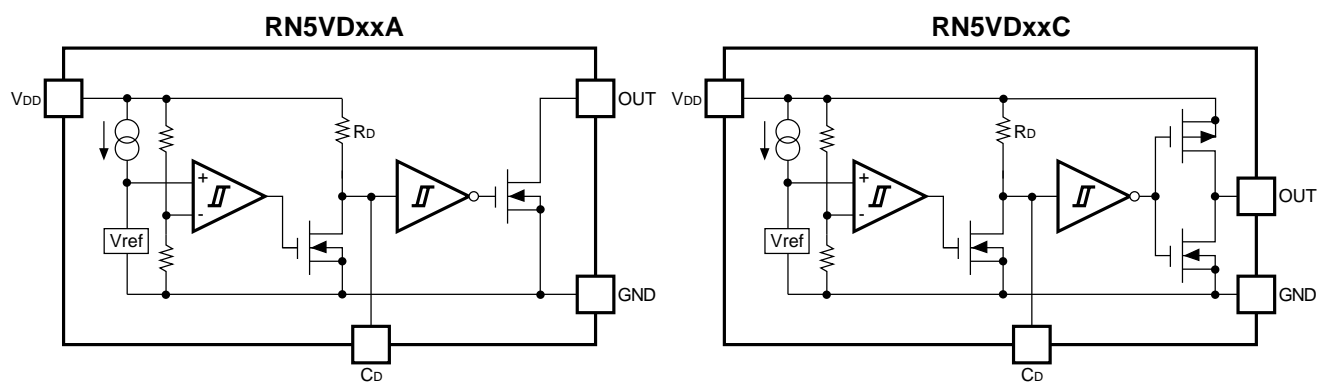 RN5VDxxA
VDD
OUT
RD
+
-
Vref
GND
CD
RN5VDxxC
VDD
RD
+
-
OUT
Vref
GND
CD